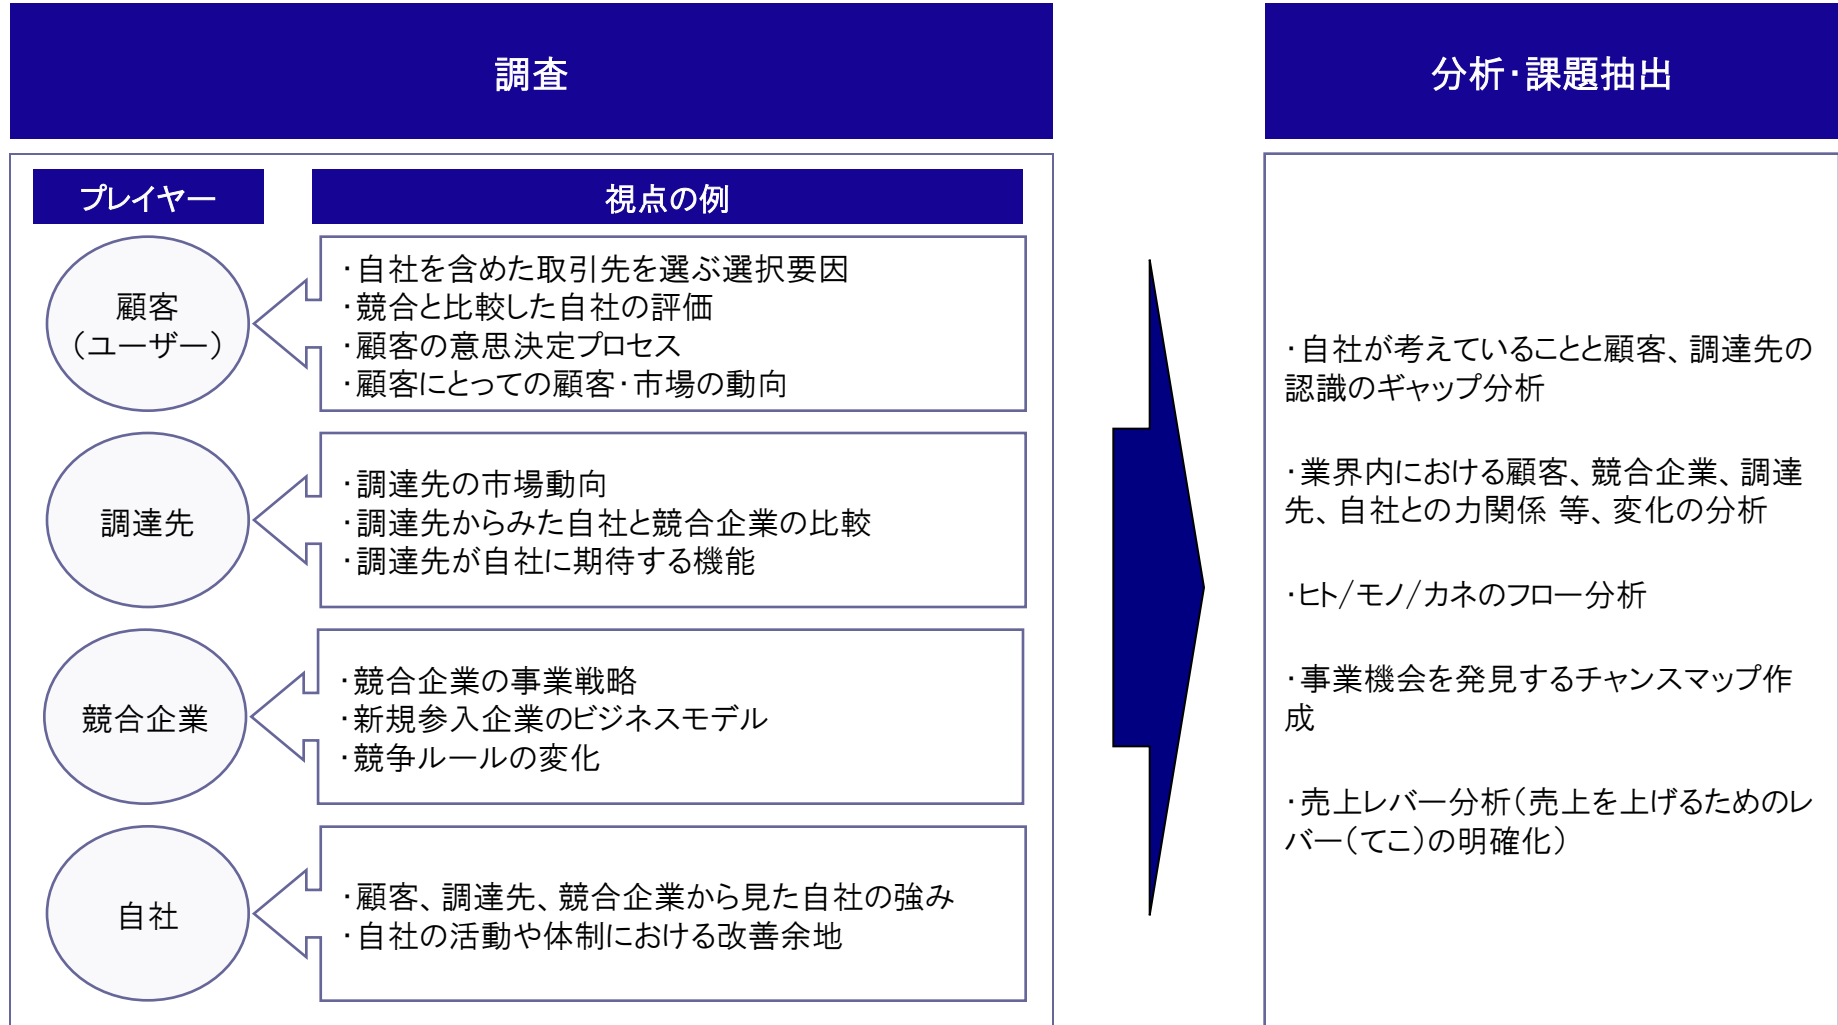 調査
プレイヤー
視点の例
顧客
（ユーザー）
・自社を含めた取引先を選ぶ選択要因
・競合と比較した自社の評価
・顧客の意思決定プロセス
・顧客にとっての顧客・市場の動向
調達先
・調達先の市場動向
・調達先からみた自社と競合企業の比較
・調達先が自社に期待する機能
競合企業
・競合企業の事業戦略
・新規参入企業のビジネスモデル
・競争ルールの変化
自社
・顧客、調達先、競合企業から見た自社の強み
・自社の活動や体制における改善余地
分析・課題抽出
・自社が考えていることと顧客、調達先の
認識のギャップ分析
・業界内における顧客、競合企業、調達
先、自社との力関係 等、変化の分析
・ヒト/モノ/カネのフロー分析
・事業機会を発見するチャンスマップ作
成
・売上レバー分析（売上を上げるためのレ
バー（てこ）の明確化）